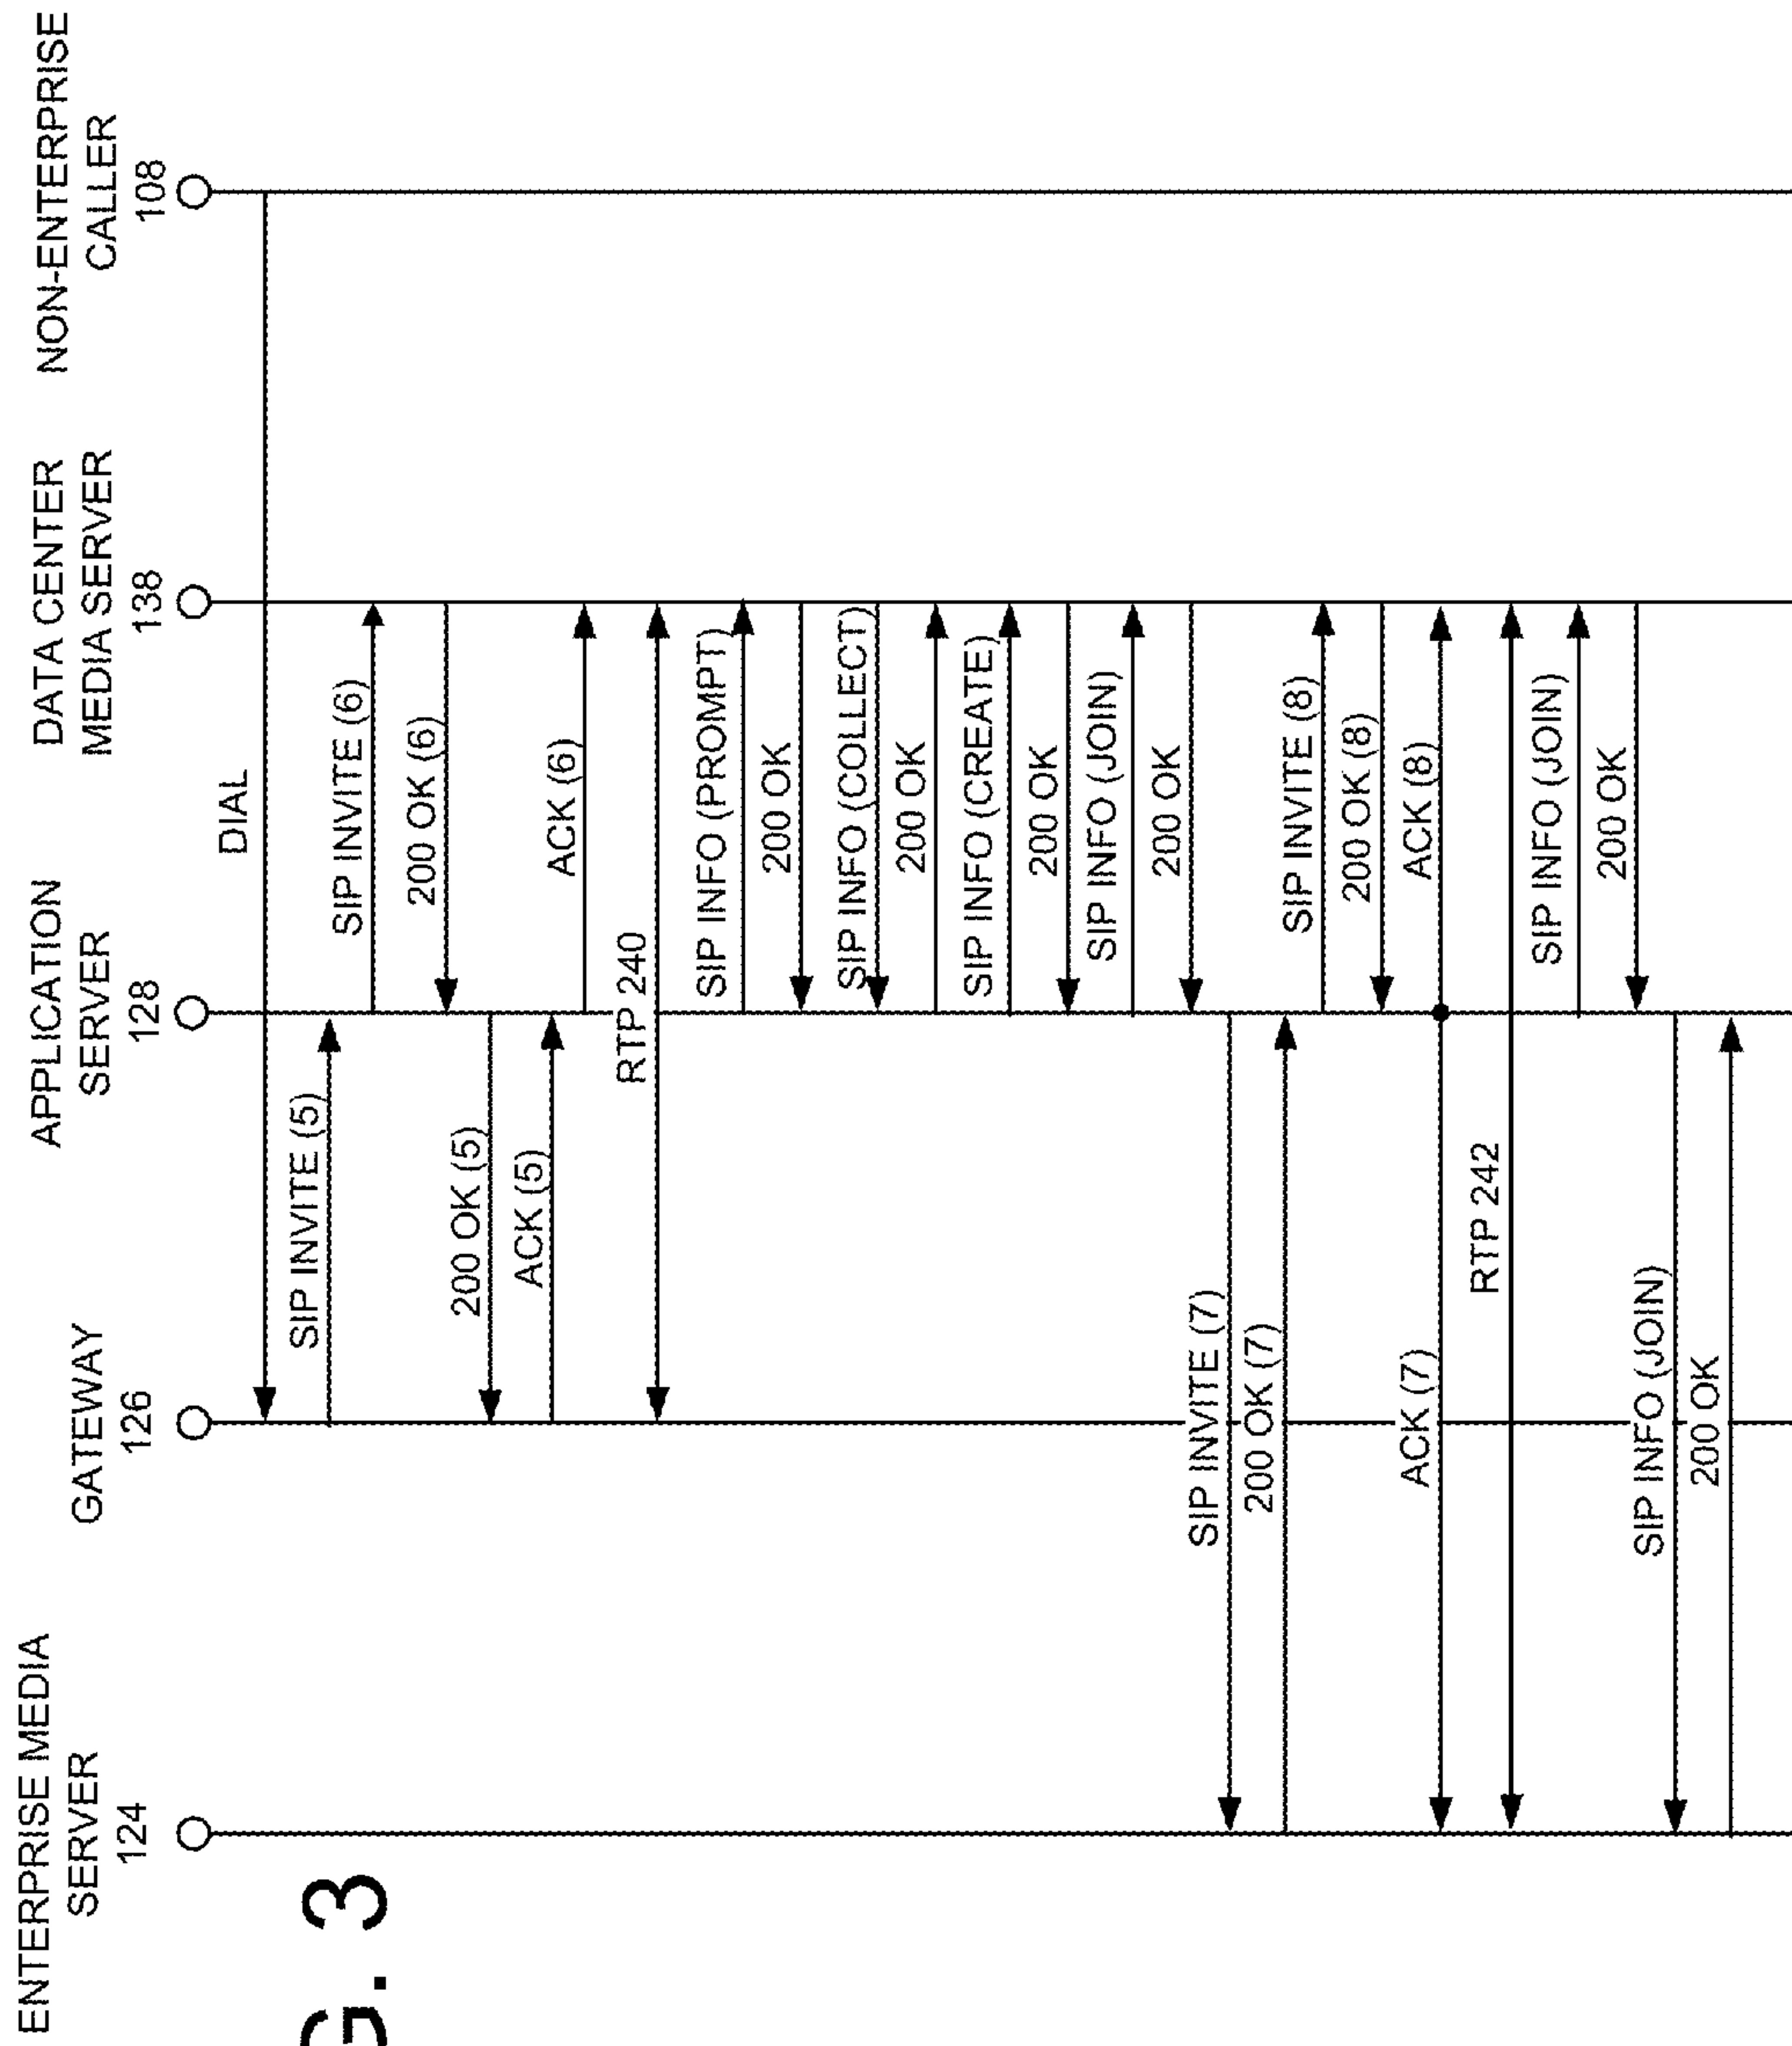 ENTERPRISE MEDIA
SERVER
124
GATEWAY
126
APPLICATION
SERVER
128
DATA CENTER
MEDIA SERVER
138
NON-ENTERPRISE
CALLER
108
DIAL
SIP INVITE (5)
SIP INVITE (6)
200 OK (6)
200 OK (5)
ACK (5)
ACK (6)
RTP 240
SIP INFO (PROMPT)
200 OK
SIP INFO (COLLECT)
200 OK
SIP INFO (CREATE)
200 OK
SIP INFO (JOIN)
200 OK
SIP INVITE (7)
200 OK (7)
SIP INVITE (8)
200 OK (8)
ACK (7)
ACK (8)
RTP 242
SIP INFO (JOIN)
200 OK
SIP INFO (JOIN)
200 OK
G. 3